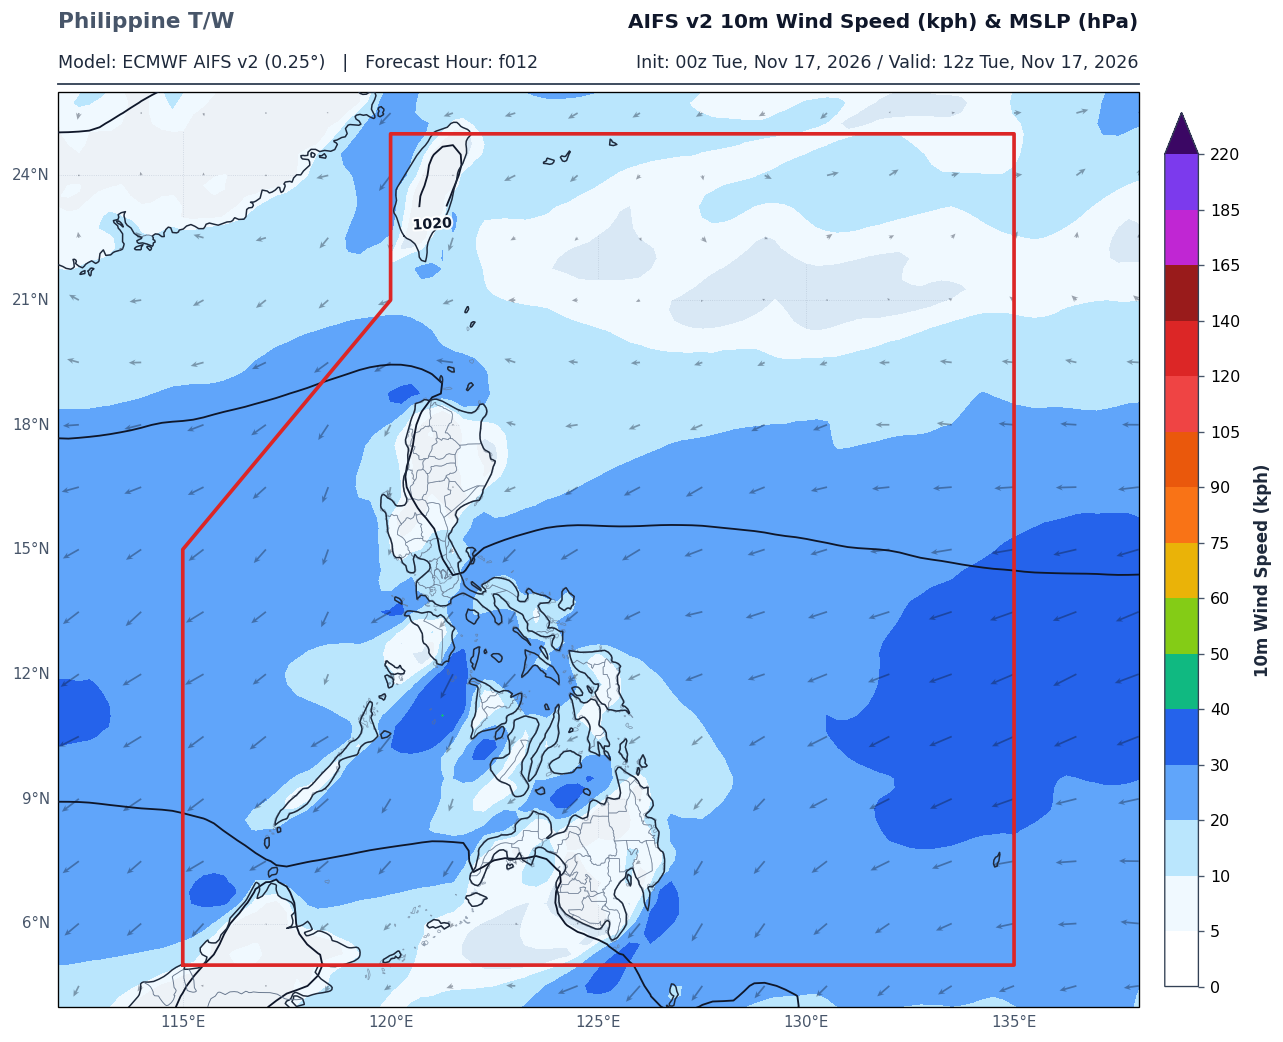 Philippine T/W
AIFS v2 10m Wind Speed (kph) & MSLP (hPa)
Model: ECMWF AIFS v2 (0.25°)   |   Forecast Hour: f012
Init: 00z Tue, Nov 17, 2026 / Valid: 12z Tue, Nov 17, 2026
24°N
21°N
18°N
15°N
12°N
9°N
6°N
1020
115°E
120°E
125°E
130°E
135°E
220
185
165
140
120
105
90
75
60
50
40
30
20
10
5
0
10m Wind Speed (kph)